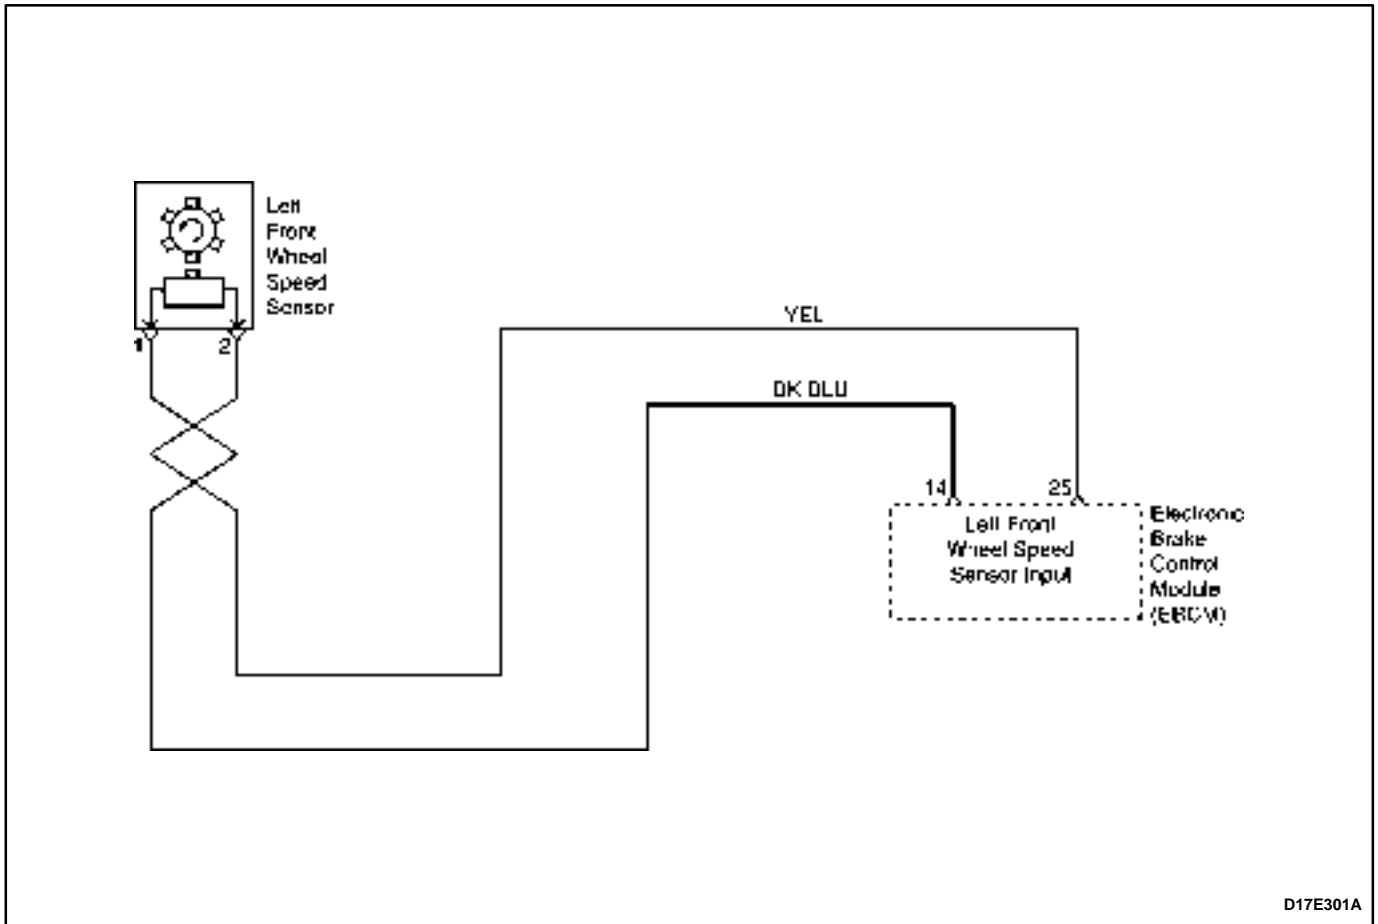 Left
Front
Wheel
Speed
Sensor
1
2
YEL
DK BLU
14
25
Left Front
Wheel Speed
Sensor Input
Electronic
Brake
Control
Module
(EBCM)
D17E301A